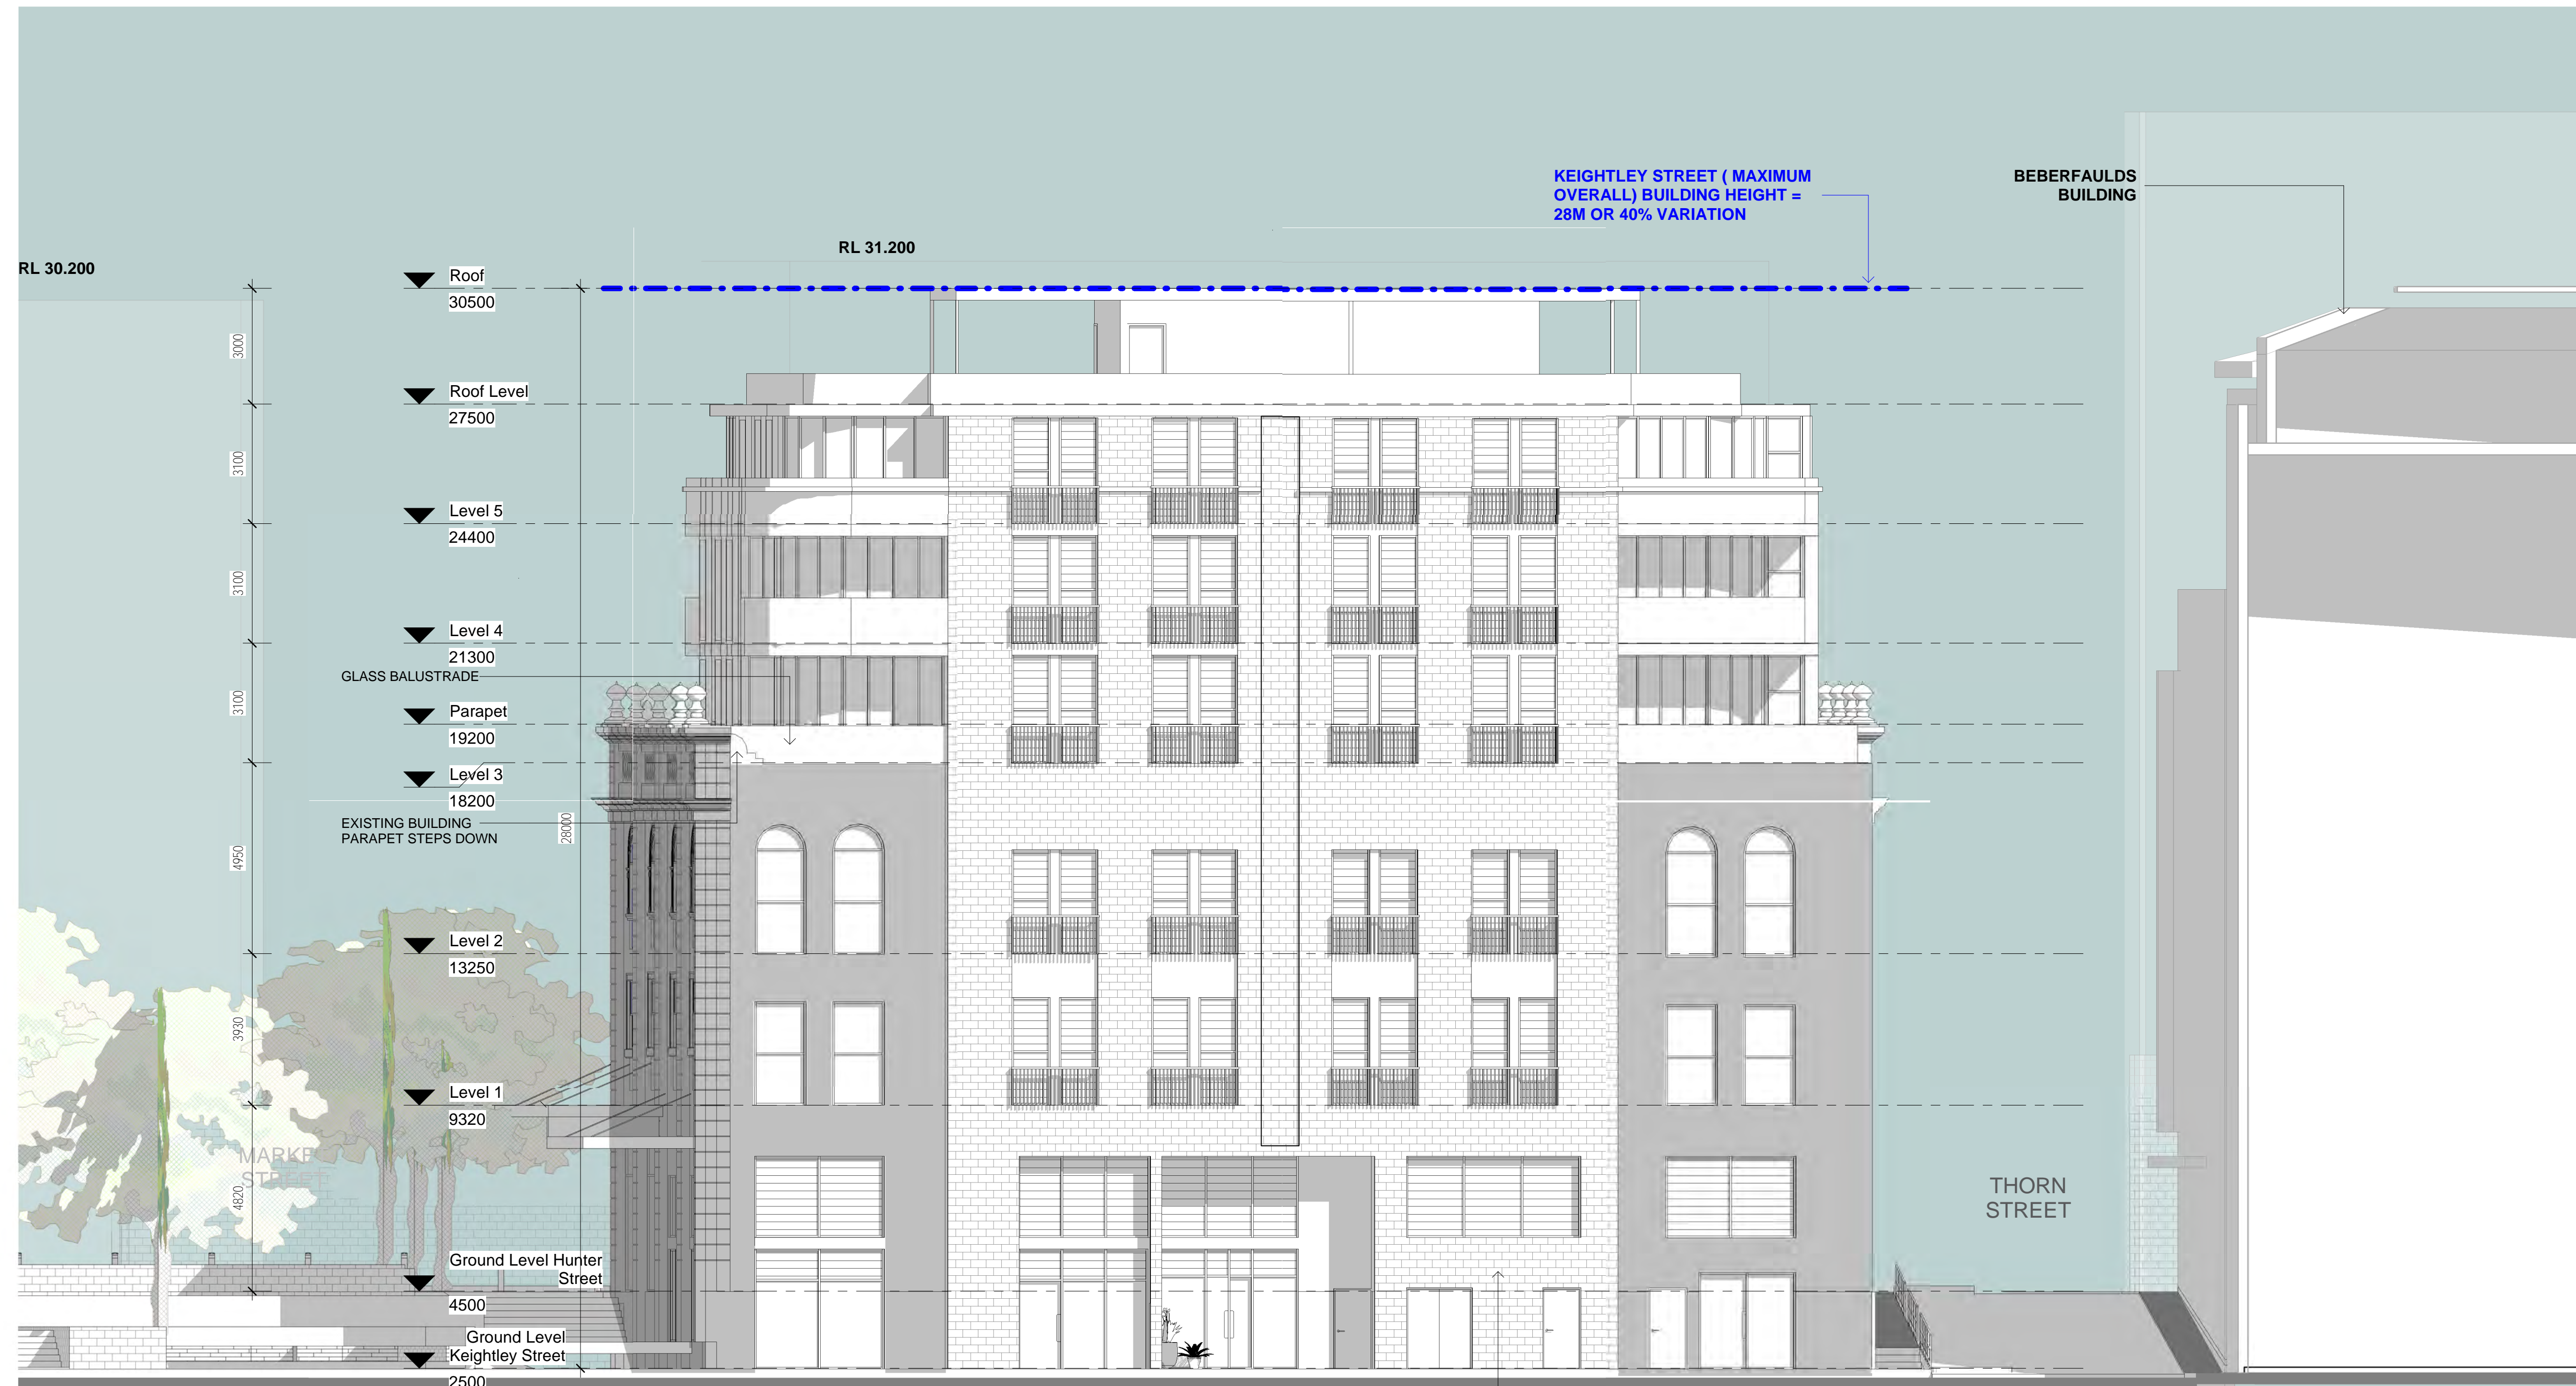 KEIGHTLEY STREET ( MAXIMUM
OVERALL) BUILDING HEIGHT =
28M OR 40% VARIATION
BEBERFAULDS
BUILDING
RL 31.200
RL 30.200
Roof
30500
3000
Roof Level
27500
3100
Level 5
24400
3100
Level 4
21300
GLASS BALUSTRADE
3100
Parapet
19200
Level 3
18200
EXISTING BUILDING
PARAPET STEPS DOWN
28000
4950
Level 2
13250
3930
Level 1
9320
MARKE
STREET
4820
THORN
STREET
Ground Level Hunter
Street
4500
Ground Level
Keightley Street
2500